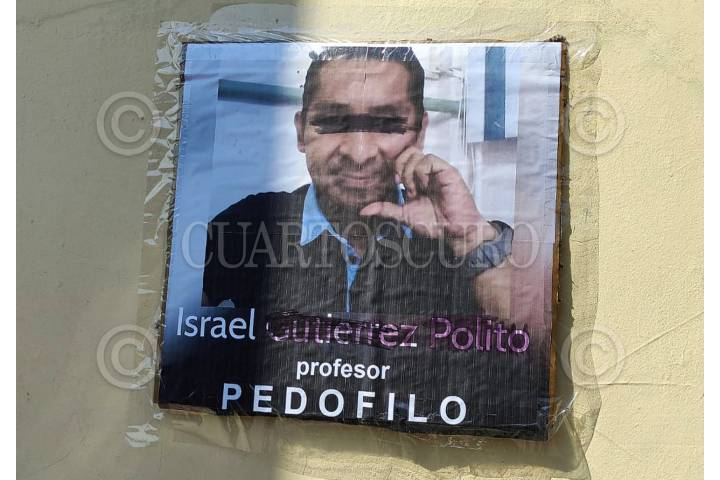 CUARTOSCURO
Israel Gutierrez Polito
profesor
PEDOFILO